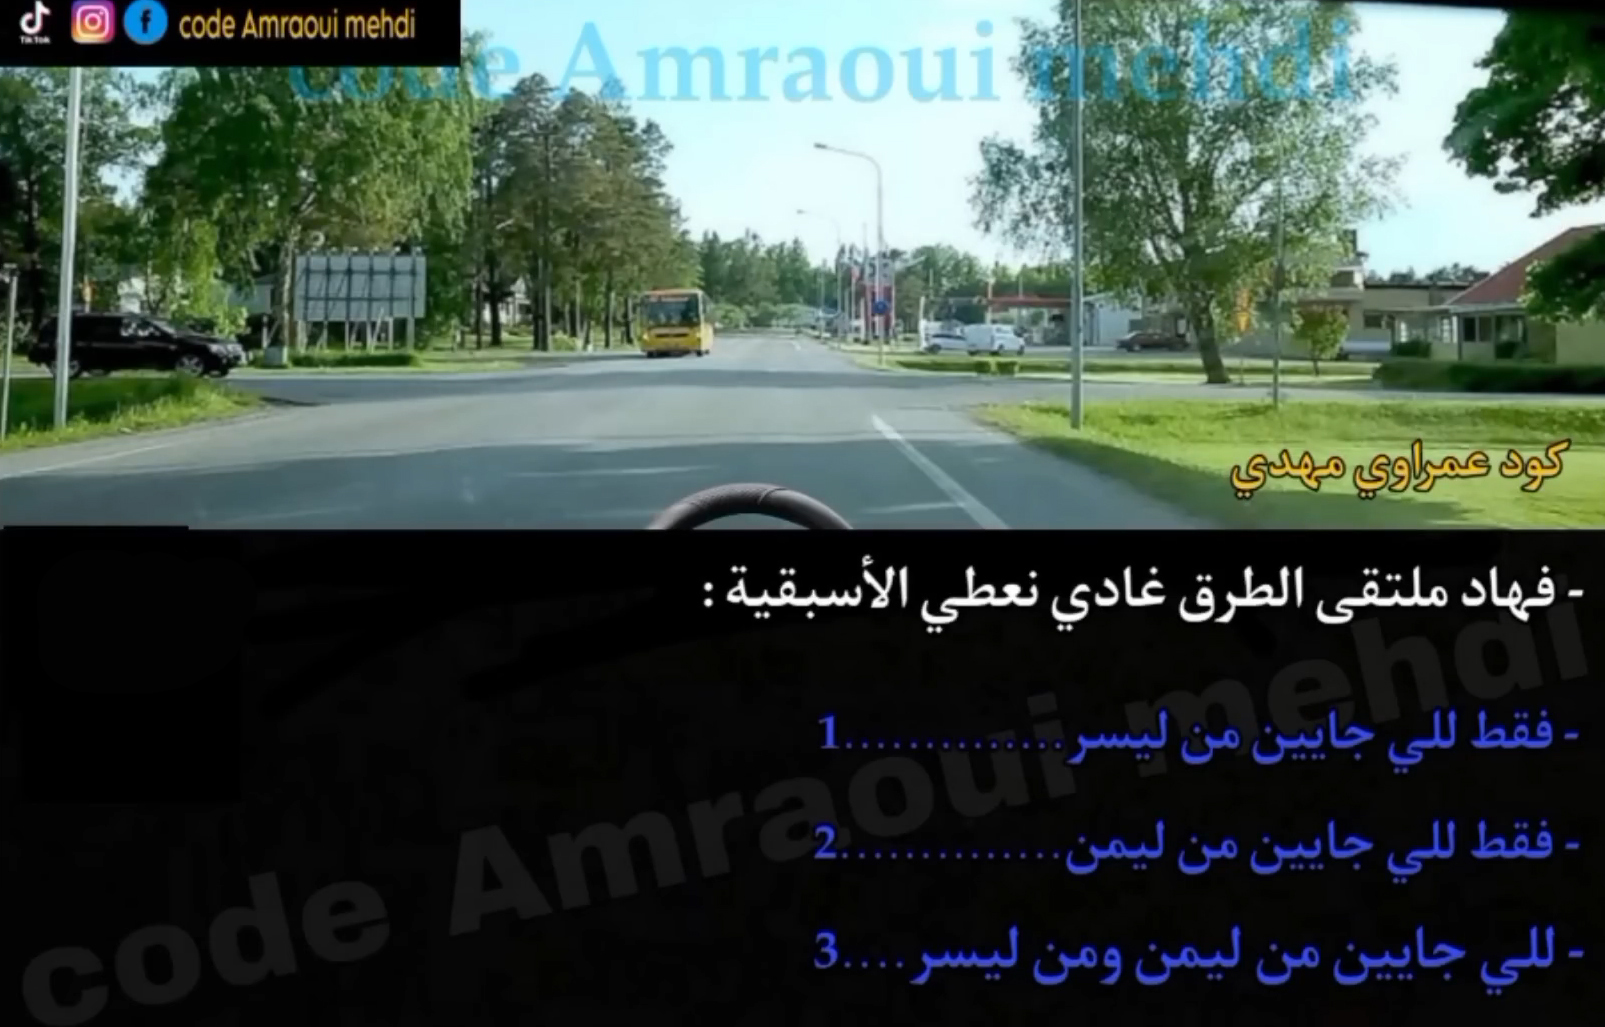 TikTok
code Amraoui mehdi
code Amraoui mehdi
كود عمراوي مهدي
- فهاد ملتقى الطرق غادي نعطي الأسبقية :
- فقط للي جايين من ليسر..............1
- فقط للي جايين من ليمن..............2
- للي جايين من ليمن ومن ليسر....3
code Amraoui mehdi